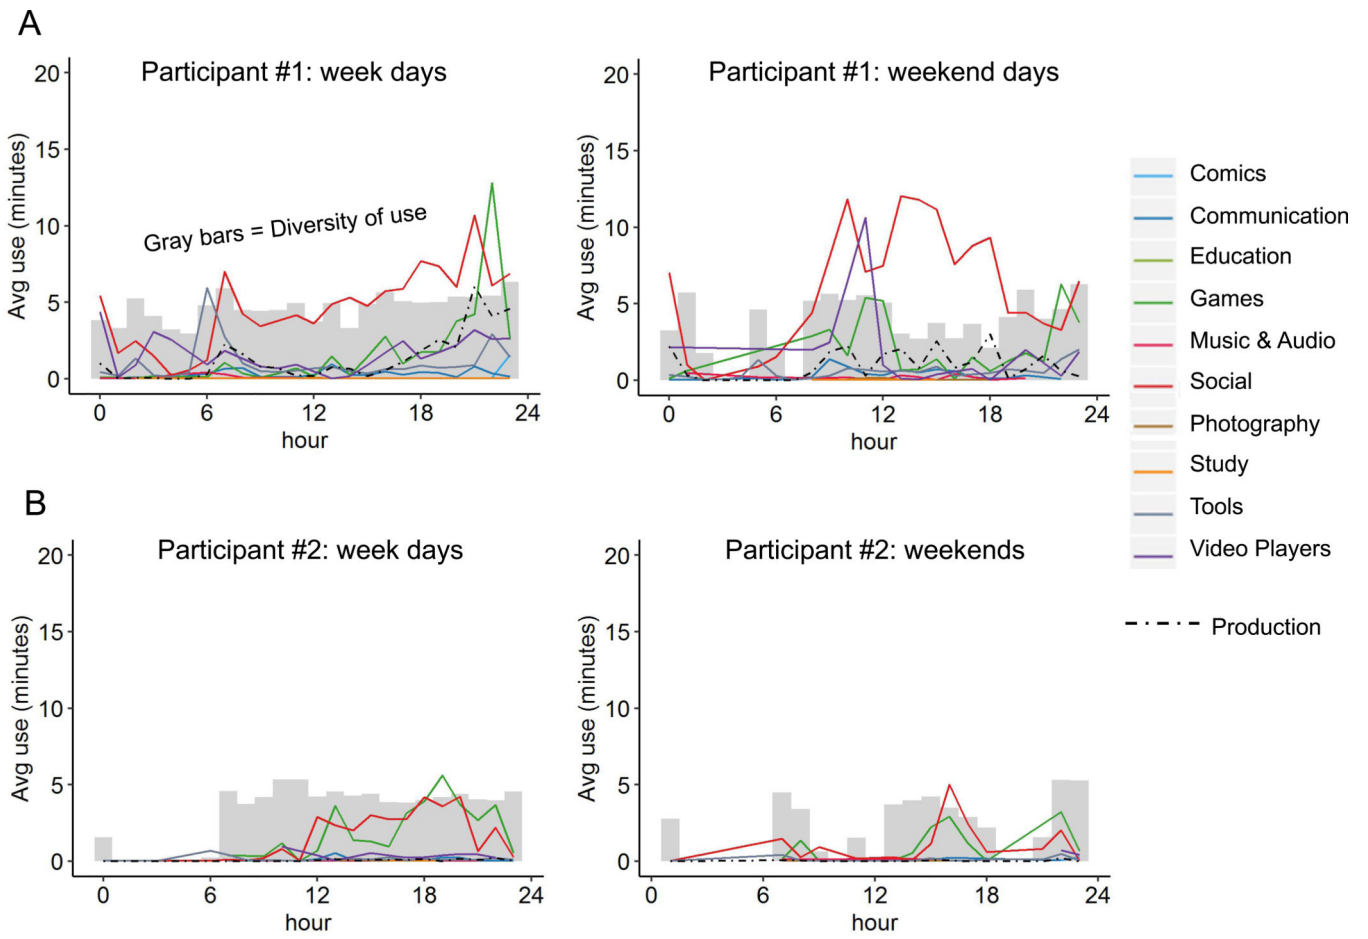 A
Participant #1: week days
Avg use (minutes)
20
15
10
5
0
Gray bars = Diversity of use
0 6 12 18 24
hour
Participant #1: weekend days
Avg use (minutes)
20
15
10
5
0
0 6 12 18 24
hour
Comics
Communication
Education
Games
Music & Audio
Social
Photography
Study
Tools
Video Players
Production
B
Participant #2: week days
Avg use (minutes)
20
15
10
5
0
0 6 12 18 24
hour
Participant #2: weekends
Avg use (minutes)
20
15
10
5
0
0 6 12 18 24
hour